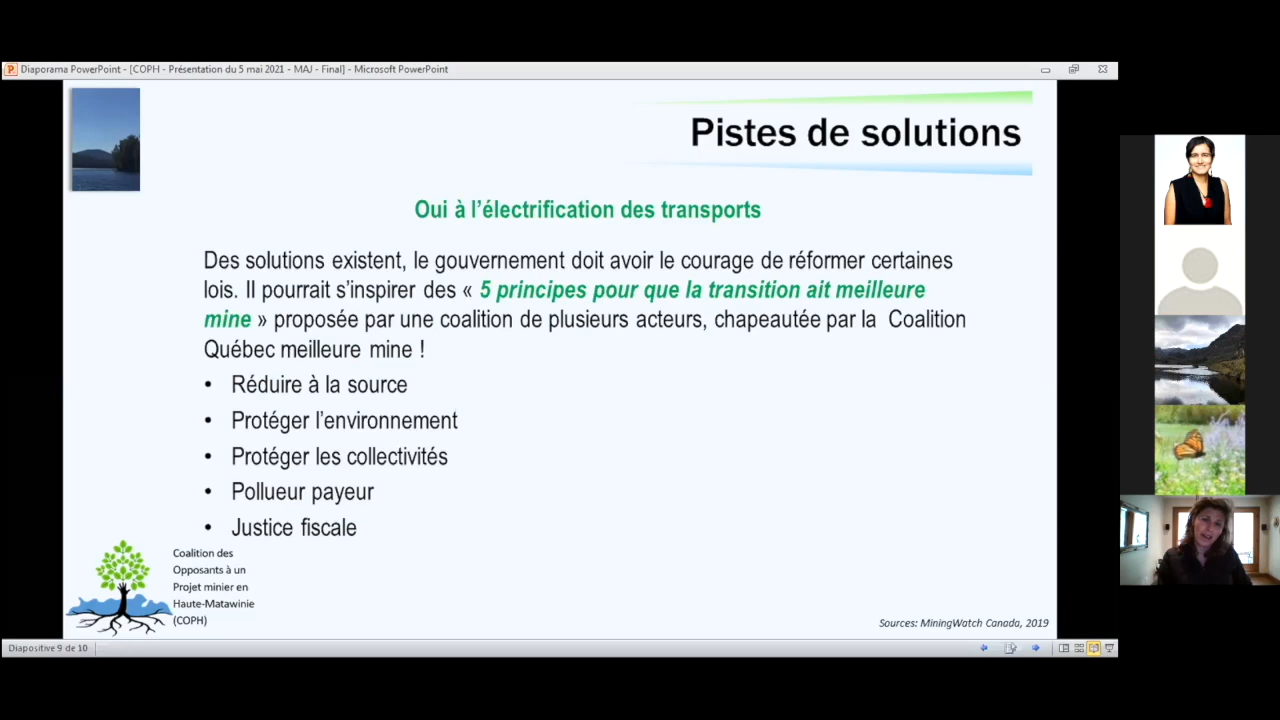 Diaporama PowerPoint - [COPH - Présentation du 5 mai 2021 - MAJ - Final] - Microsoft PowerPoint
Pistes de solutions
Oui à l'électrification des transports
Des solutions existent, le gouvernement doit avoir le courage de réformer certaines
lois. Il pourrait s'inspirer des « 5 principes pour que la transition ait meilleure
mine » proposée par une coalition de plusieurs acteurs, chapeautée par la Coalition
Québec meilleure mine !
• Réduire à la source
• Protéger l'environnement
• Protéger les collectivités
• Pollueur payeur
• Justice fiscale
Coalition des
Opposants à un
Projet minier en
Haute-Matawinie
(COPH)
Sources: MiningWatch Canada, 2019
Diapositive 9 de 10